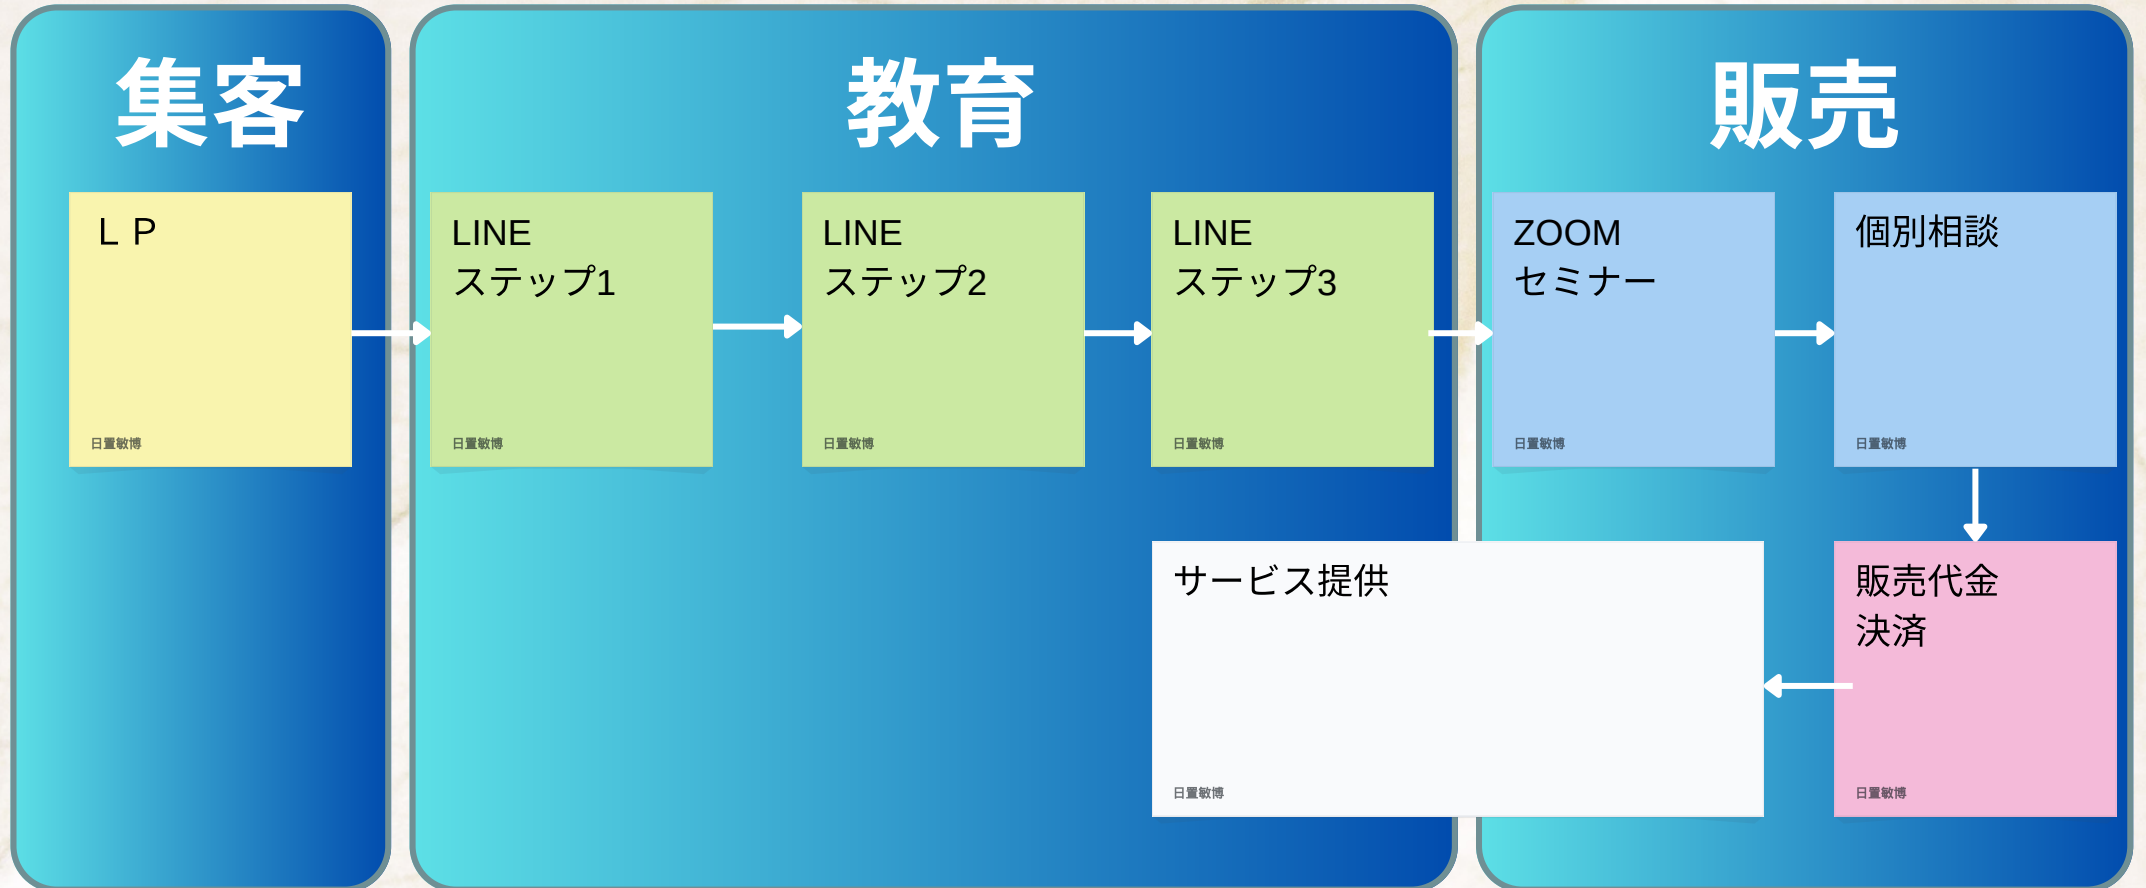 集客
教育
販売
ＬＰ
日置敏博
LINE
ステップ1
日置敏博
LINE
ステップ2
日置敏博
LINE
ステップ3
日置敏博
ZOOM
セミナー
日置敏博
個別相談
日置敏博
サービス提供
日置敏博
販売代金
決済
日置敏博